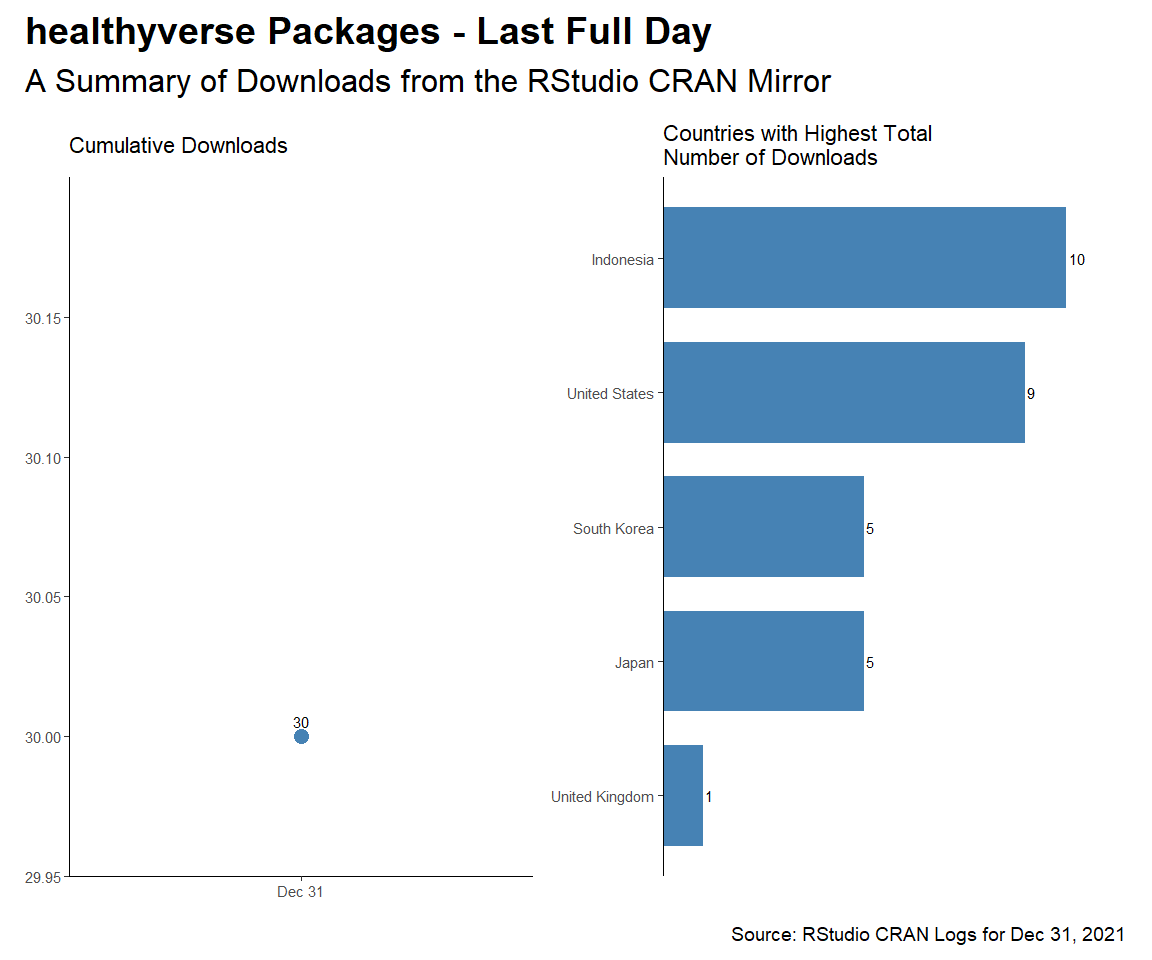 healthyverse Packages - Last Full Day
A Summary of Downloads from the RStudio CRAN Mirror
Cumulative Downloads
30.15
30.10
30.05
30.00
29.95
30
Dec 31
Countries with Highest Total
Number of Downloads
Indonesia
10
United States
9
South Korea
5
Japan
5
United Kingdom
1
Source: RStudio CRAN Logs for Dec 31, 2021